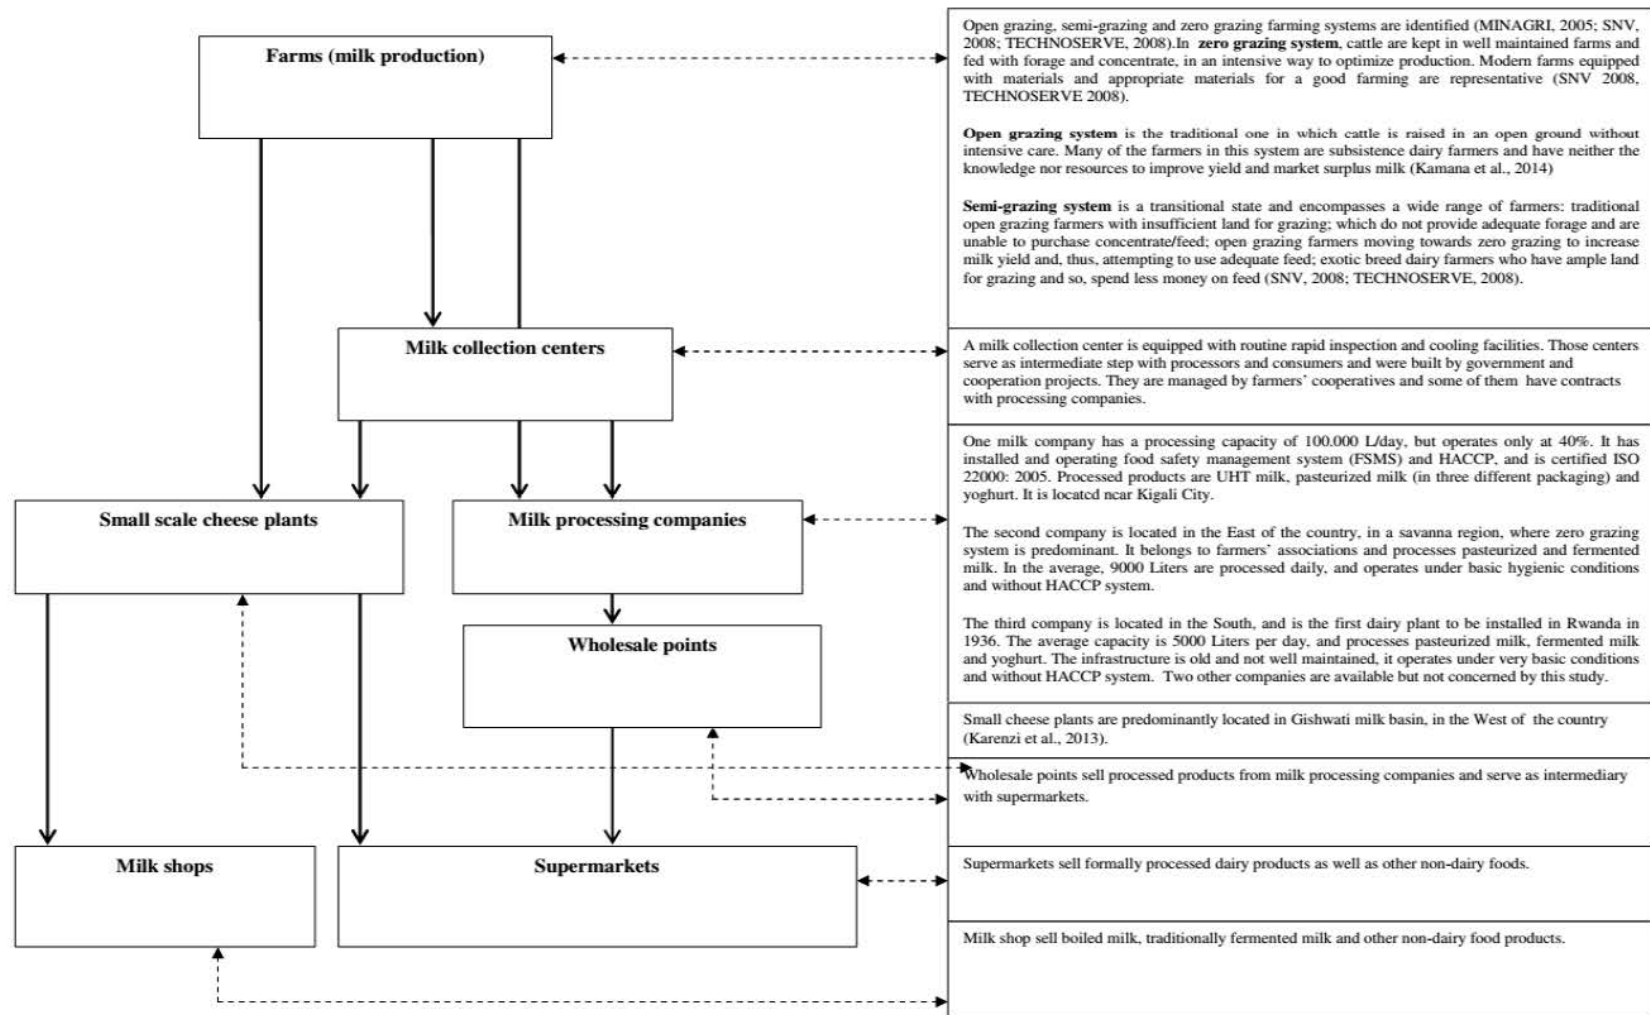 Farms (milk production)
Open grazing, semi-grazing and zero grazing farming systems are identified (MINAGRI, 2005; SNV,
2008; TECHNOSERVE, 2008).In zero grazing system, cattle are kept in well maintained farms and
fed with forage and concentrate, in an intensive way to optimize production. Modern farms equipped
with materials and appropriate materials for a good farming are representative (SNV 2008,
TECHNOSERVE 2008).
Open grazing system is the traditional one in which cattle is raised in an open ground without
intensive care. Many of the farmers in this system are subsistence dairy farmers and have neither the
knowledge nor resources to improve yield and market surplus milk (Kamana et al., 2014)
Semi-grazing system is a transitional state and encompasses a wide range of farmers: traditional
open grazing farmers with insufficient land for grazing; which do not provide adequate forage and are
unable to purchase concentrate/feed; open grazing farmers moving towards zero grazing to increase
milk yield and, thus, attempting to use adequate feed; exotic breed dairy farmers who have ample land
for grazing and so, spend less money on feed (SNV, 2008; TECHNOSERVE, 2008).
Milk collection centers
A milk collection center is equipped with routine rapid inspection and cooling facilities. Those centers
serve as intermediate step with processors and consumers and were built by government and
cooperation projects. They are managed by farmers' cooperatives and some of them have contracts
with processing companies.
Small scale cheese plants
Milk processing companies
One milk company has a processing capacity of 100.000 L/day, but operates only at 40%. It has
installed and operating food safety management system (FSMS) and HACCP, and is certified ISO
22000: 2005. Processed products are UHT milk, pasteurized milk (in three different packaging) and
yoghurt. It is located near Kigali City.
The second company is located in the East of the country, in a savanna region, where zero grazing
system is predominant. It belongs to farmers' associations and processes pasteurized and fermented
milk. In the average, 9000 Liters are processed daily, and operates under basic hygienic conditions
and without HACCP system.
The third company is located in the South, and is the first dairy plant to be installed in Rwanda in
1936. The average capacity is 5000 Liters per day, and processes pasteurized milk, fermented milk
and yoghurt. The infrastructure is old and not well maintained, it operates under very basic conditions
and without HACCP system. Two other companies are available but not concerned by this study.
Wholesale points
Small cheese plants are predominantly located in Gishwati milk basin, in the West of the country
(Karenzi et al., 2013).
Wholesale points sell processed products from milk processing companies and serve as intermediary
with supermarkets.
Milk shops
Supermarkets
Supermarkets sell formally processed dairy products as well as other non-dairy foods.
Milk shop sell boiled milk, traditionally fermented milk and other non-dairy food products.